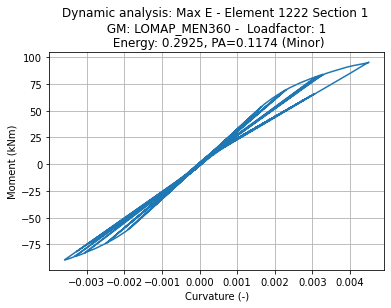 Dynamic analysis: Max E - Element 1222 Section 1
GM: LOMAP_MEN360 - Loadfactor: 1
Energy: 0.2925, PA=0.1174 (Minor)
100
75
50
25
0
−25
−50
−75
Moment (kNm)
−0.003 −0.002 −0.001 0.000 0.001 0.002 0.003 0.004
Curvature (-)